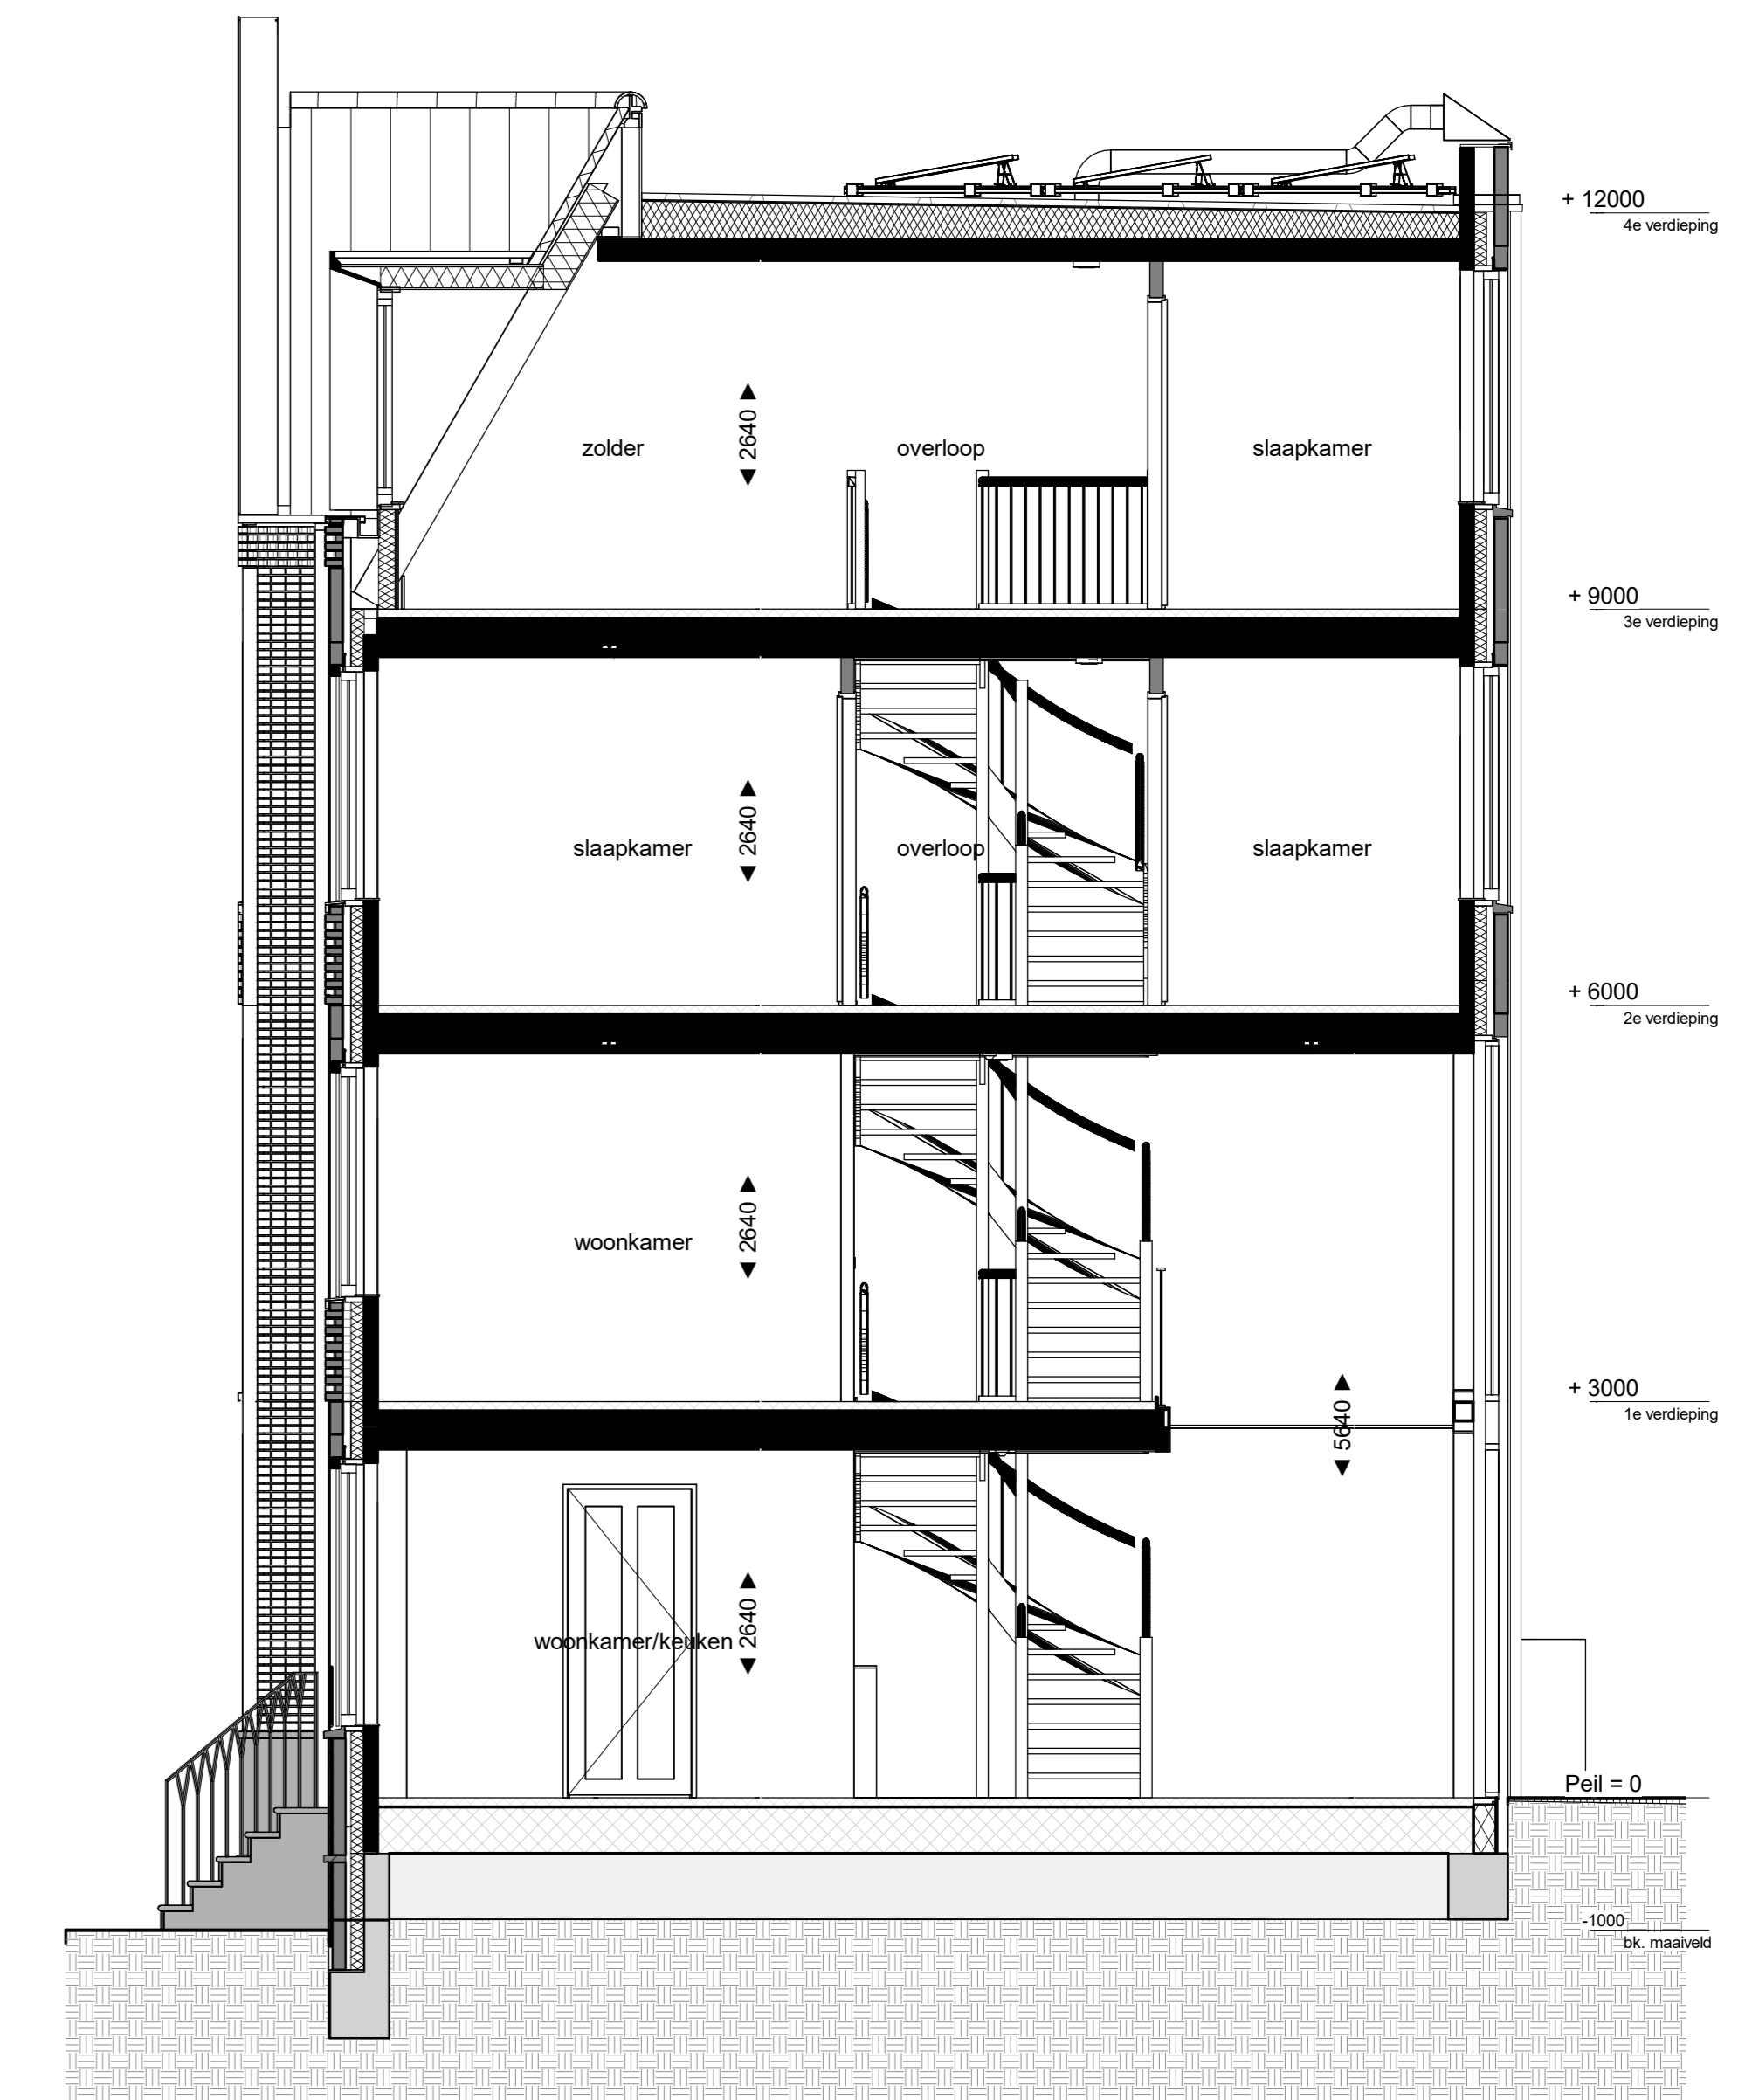 + 12000
4e verdieping
zolder
2640
overloop
slaapkamer
+ 9000
3e verdieping
slaapkamer
2640
overloop
slaapkamer
+ 6000
2e verdieping
woonkamer
2640
+ 3000
1e verdieping
5640
woonkamer/keuken
2640
Peil = 0
-1000
bk. maaiveld